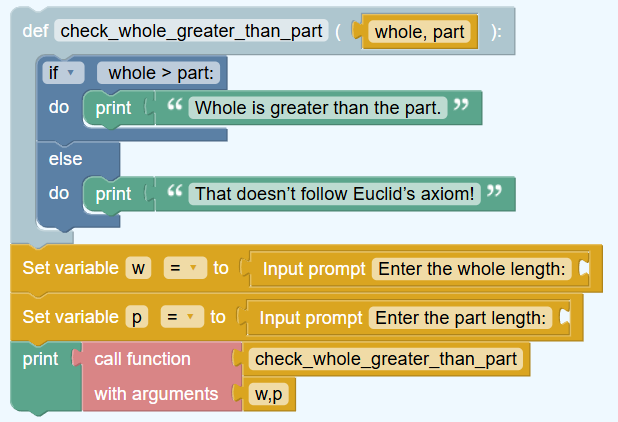 def check_whole_greater_than_part ( whole, part ):
if whole > part:
do print “ Whole is greater than the part. ”
else
do print “ That doesn’t follow Euclid’s axiom! ”
Set variable w = to Input prompt Enter the whole length:
Set variable p = to Input prompt Enter the part length:
print call function check_whole_greater_than_part
with arguments w,p